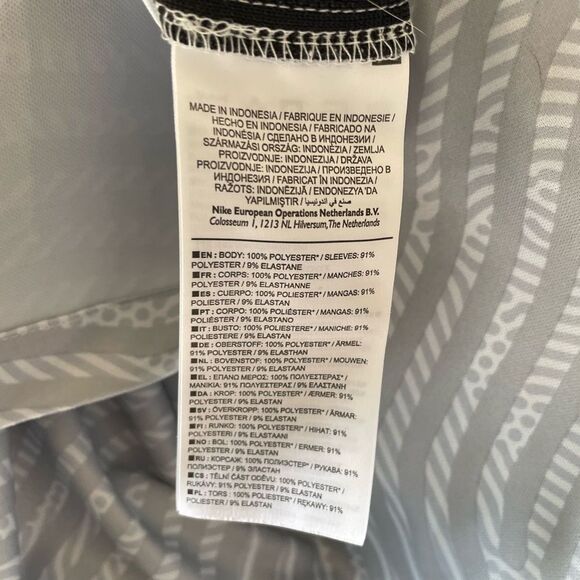 MADE IN INDONESIA / FABRIQUE EN INDONESIE /
HECHO EN INDONESIA / FABRICADO NA
INDONÉSIA / СДЕЛАНО В ИНДОНЕЗИИ /
SZÁRMAZÁSI ORSZÁG: INDONÉZIA / ZEMLJA
PROIZVODNJE: INDONEZIJA / DRŽAVA
PROIZVODNJE: INDONEZIJA / ПРОИЗВЕДЕНО В
ИНДОНЕЗИЯ / FABRICAT ÎN INDONEZIA /
RAŽOTS: INDONĒZIJĀ / ENDONEZYA 'DA
YAPILMIŞTIR / صنع في أندونيسيا
Nike European Operations Netherlands B.V.
Colosseum 1, 1213 NL Hilversum, The Netherlands
EN : BODY: 100% POLYESTER* / SLEEVES: 91%
POLYESTER / 9% ELASTANE
FR : CORPS: 100% POLYESTER* / MANCHES: 91%
POLYESTER / 9% ELASTHANNE
ES : CUERPO: 100% POLIESTER* / MANGAS: 91%
POLIESTER / 9% ELASTAN
PT : CORPO: 100% POLIÉSTER* / MANGAS: 91%
POLIÉSTER / 9% ELASTANO
IT : BUSTO: 100% POLIESTERE* / MANICHE: 91%
POLIESTERE / 9% ELASTAN
DE : OBERSTOFF: 100% POLYESTER* / ÄRMEL:
91% POLYESTER / 9% ELASTHAN
NL : BOVENSTOF: 100% POLYESTER* / MOUWEN:
91% POLYESTER / 9% ELASTAAN
EL : ΕΠΑΝΩ ΜΕΡΟΣ: 100% ΠΟΛΥΕΣΤΕΡΑΣ* /
ΜΑΝΙΚΙΑ: 91% ΠΟΛΥΕΣΤΕΡΑΣ / 9% ΕΛΑΣΤΑΝΗ
DA : KROP: 100% POLYESTER* / ÆRMER: 91%
POLYESTER / 9% ELASTAN
SV : ÖVERKROPP: 100% POLYESTER* / ÄRMAR:
91% POLYESTER / 9% ELASTAN
FI : RUNKO: 100% POLYESTERI* / HIHAT: 91%
POLYESTERI / 9% ELASTAANI
NO : BOL: 100% POLYESTER* / ERMER: 91%
POLYESTER / 9% ELASTAN
RU : КОРСАЖ: 100% ПОЛИЭСТЕР* / РУКАВА: 91%
ПОЛИЭСТЕР / 9% ЭЛАСТАН
CS : TĚLNÍ ČÁST ODĚVU: 100% POLYESTER* /
RUKÁVY: 91% POLYESTER / 9% ELASTAN
PL : TORS : 100% POLIESTER* / RĘKAWY: 91%
POLIESTER / 9% ELASTAN